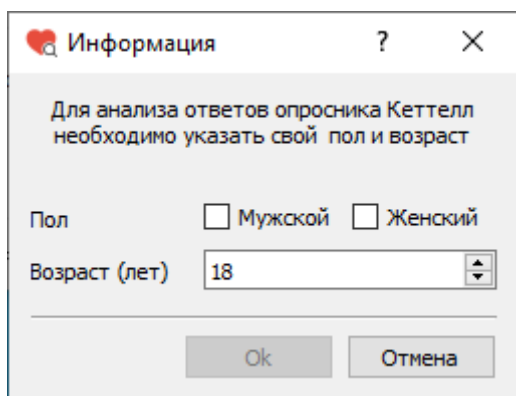 Информация ?
Для анализа ответов опросника Кеттелл
необходимо указать свой пол и возраст
Пол Мужской Женский
Возраст (лет) 18
Ok Отмена